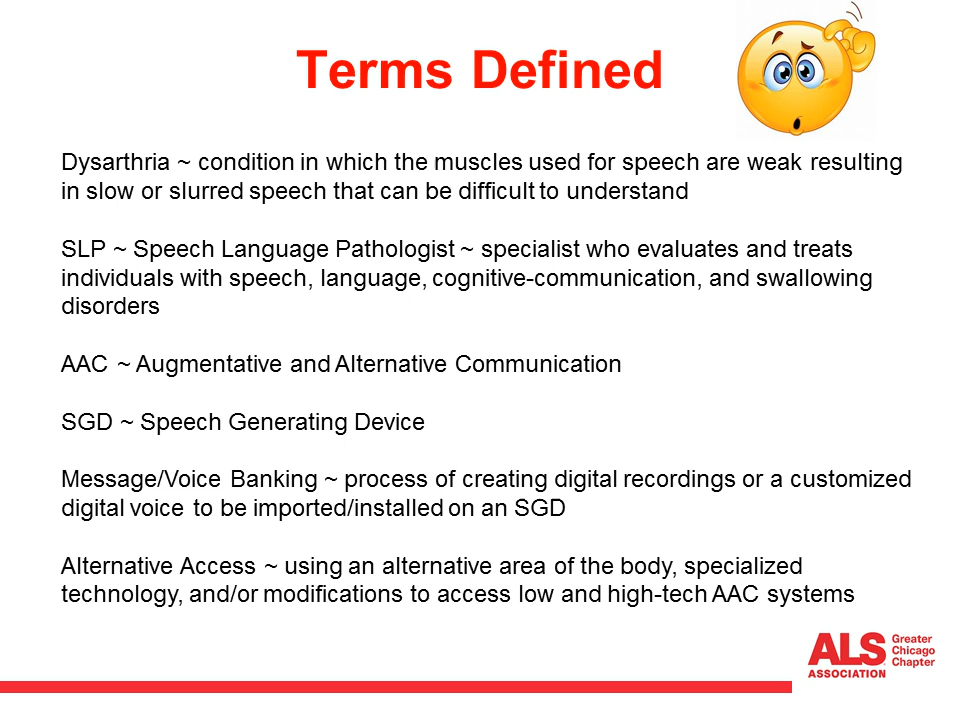 Terms Defined
Dysarthria ~ condition in which the muscles used for speech are weak resulting
in slow or slurred speech that can be difficult to understand
SLP ~ Speech Language Pathologist ~ specialist who evaluates and treats
individuals with speech, language, cognitive-communication, and swallowing
disorders
AAC ~ Augmentative and Alternative Communication
SGD ~ Speech Generating Device
Message/Voice Banking ~ process of creating digital recordings or a customized
digital voice to be imported/installed on an SGD
Alternative Access ~ using an alternative area of the body, specialized
technology, and/or modifications to access low and high-tech AAC systems
ALS
ASSOCIATION
Greater
Chicago
Chapter